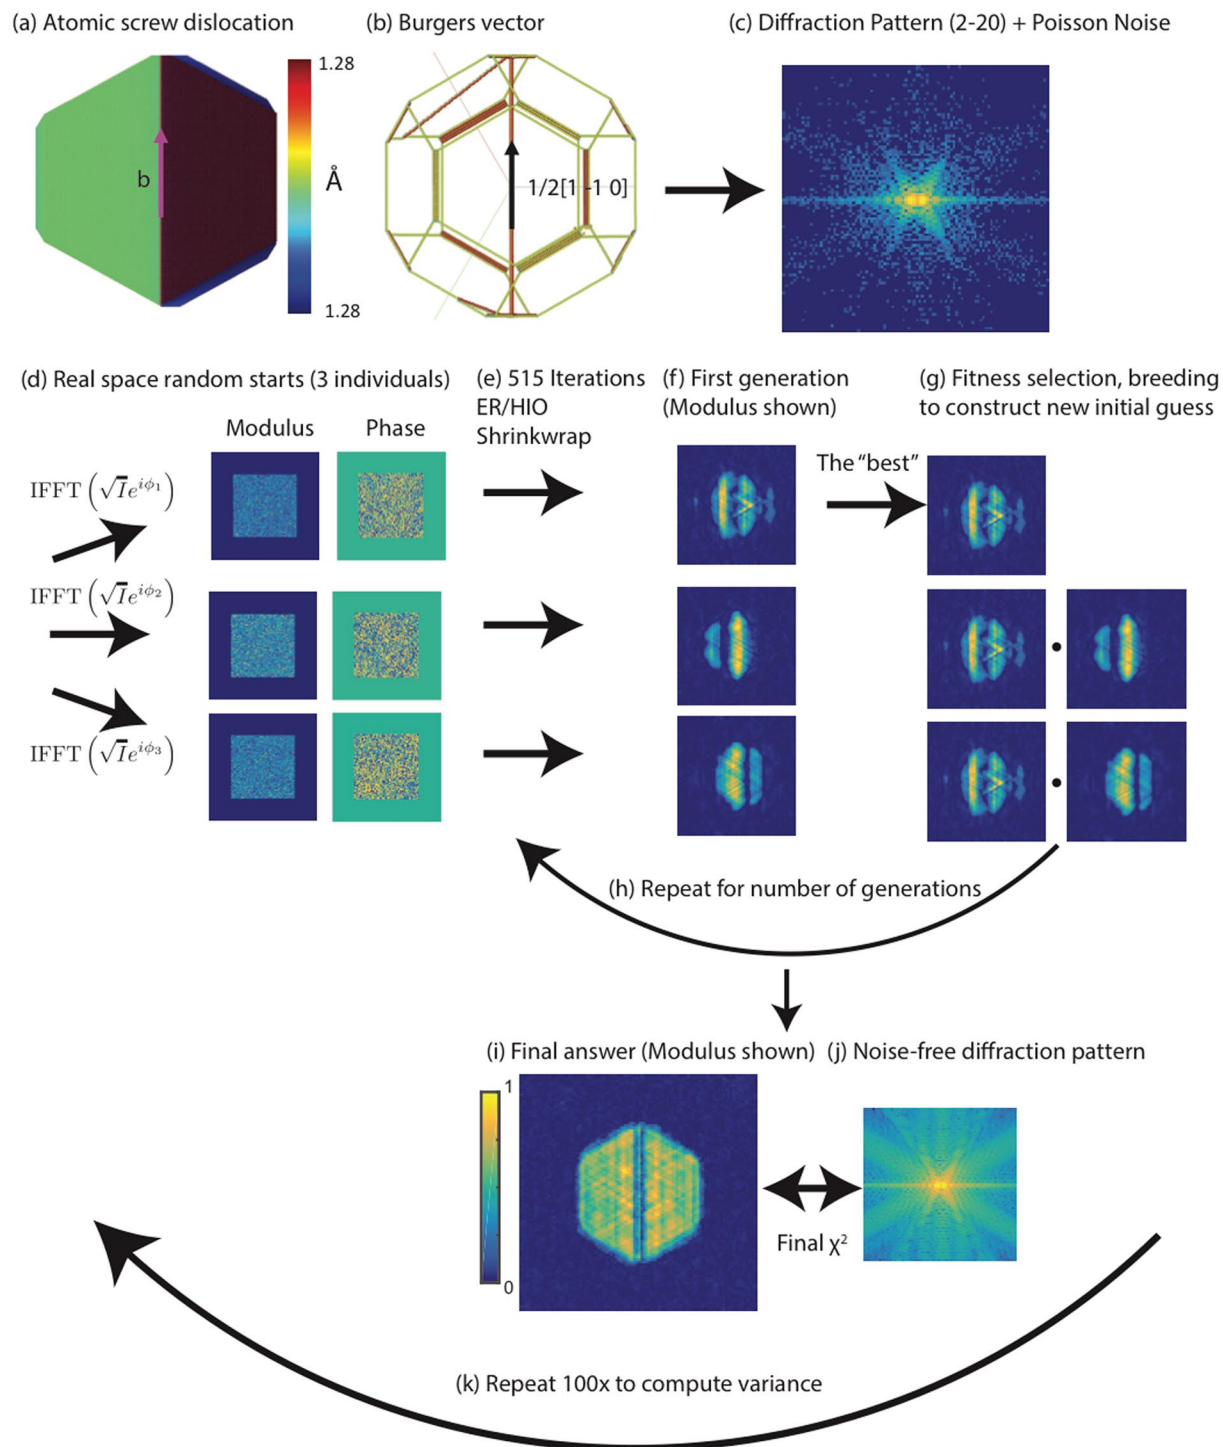 (a) Atomic screw dislocation
(b) Burgers vector
(c) Diffraction Pattern (2-20) + Poisson Noise
1.28
b
Å
1.28
1/2[1 -1 0]
(d) Real space random starts (3 individuals)
Modulus
Phase
(e) 515 Iterations
ER/HIO
Shrinkwrap
(f) First generation
(Modulus shown)
(g) Fitness selection, breeding
to construct new initial guess
The "best"
IFFT (√I e^{iϕ₁})
IFFT (√I e^{iϕ₂})
IFFT (√I e^{iϕ₃})
(h) Repeat for number of generations
(i) Final answer (Modulus shown)
(j) Noise-free diffraction pattern
1
0
Final χ²
(k) Repeat 100x to compute variance